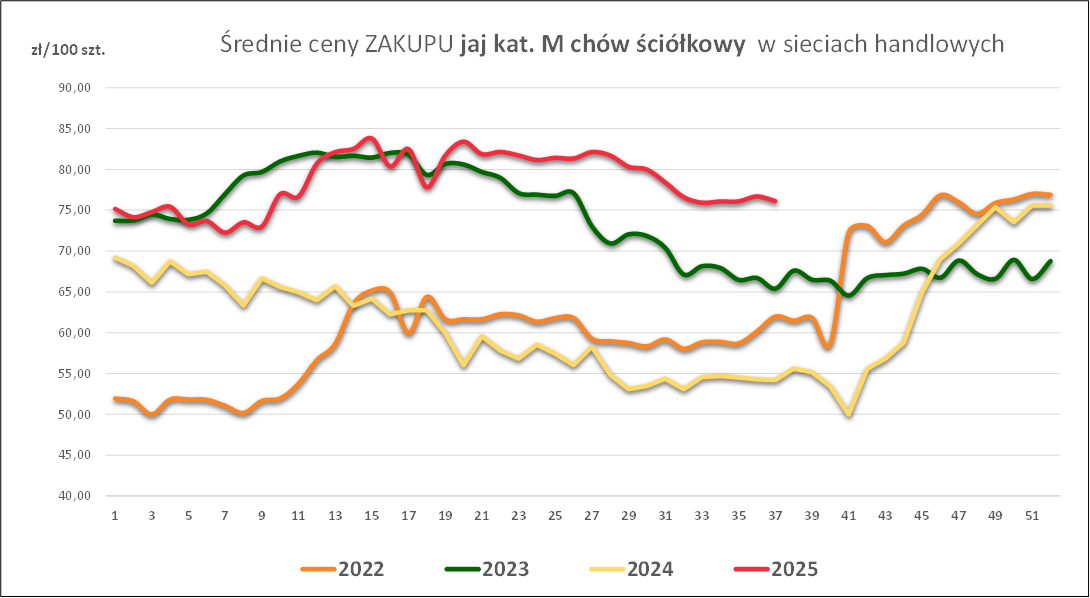 zł/100 szt.
Średnie ceny ZAKUPU jaj kat. M chów ściółkowy w sieciach handlowych
90,00
85,00
80,00
75,00
70,00
65,00
60,00
55,00
50,00
45,00
40,00
1 3 5 7 9 11 13 15 17 19 21 23 25 27 29 31 33 35 37 39 41 43 45 47 49 51
2022 2023 2024 2025